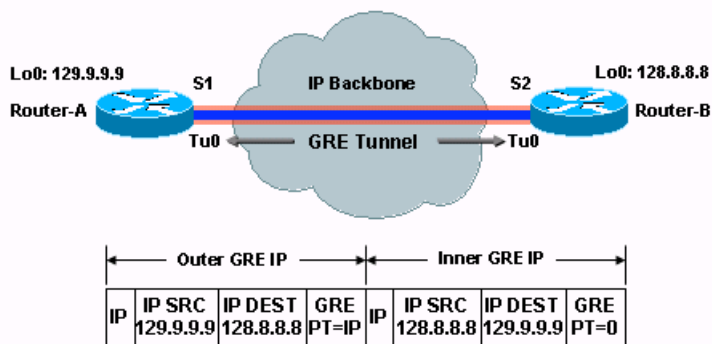 Lo0: 129.9.9.9
S1
IP Backbone
S2
Lo0: 128.8.8.8
Router-A
Router-B
Tu0
GRE Tunnel
Tu0
Outer GRE IP
Inner GRE IP
IP
IP SRC
129.9.9.9
IP DEST
128.8.8.8
GRE
PT=IP
IP
IP SRC
128.8.8.8
IP DEST
129.9.9.9
GRE
PT=0